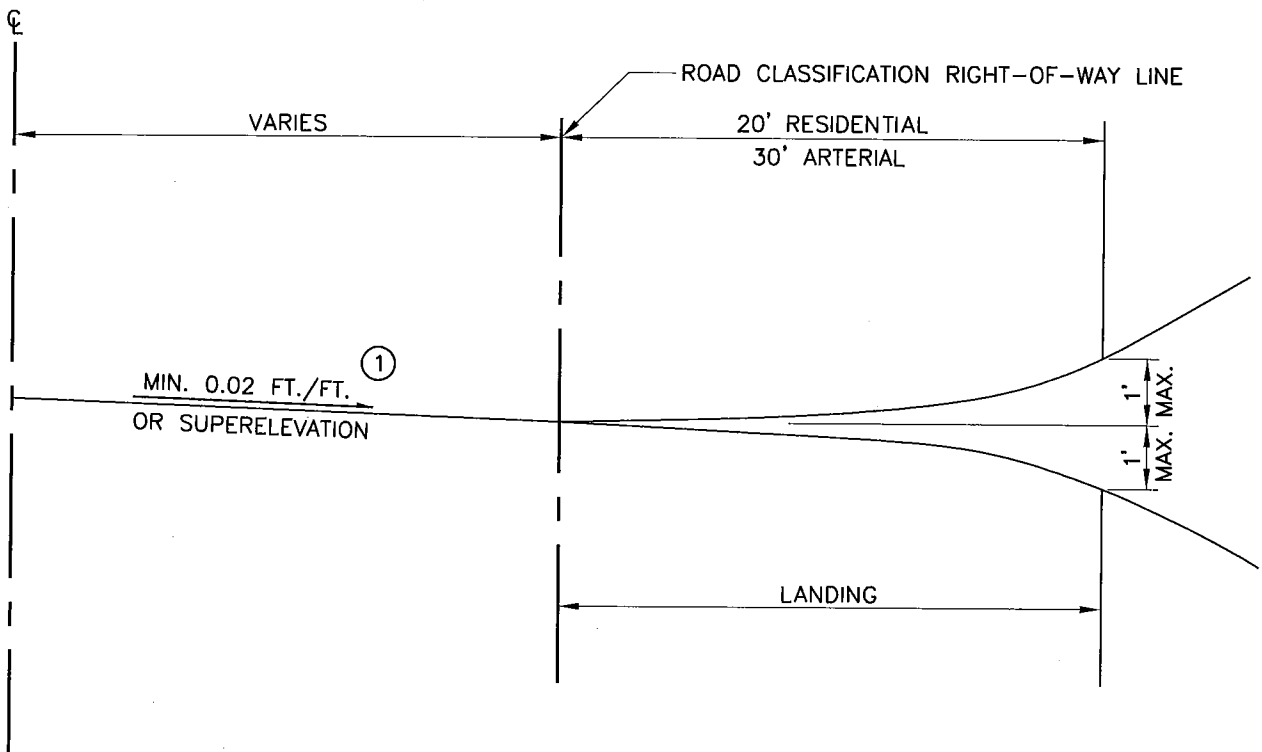 ℄
ROAD CLASSIFICATION RIGHT-OF-WAY LINE
VARIES
20' RESIDENTIAL
30' ARTERIAL
MIN. 0.02 FT./FT.
1
OR SUPERELEVATION
1'
MAX.
1'
MAX.
LANDING